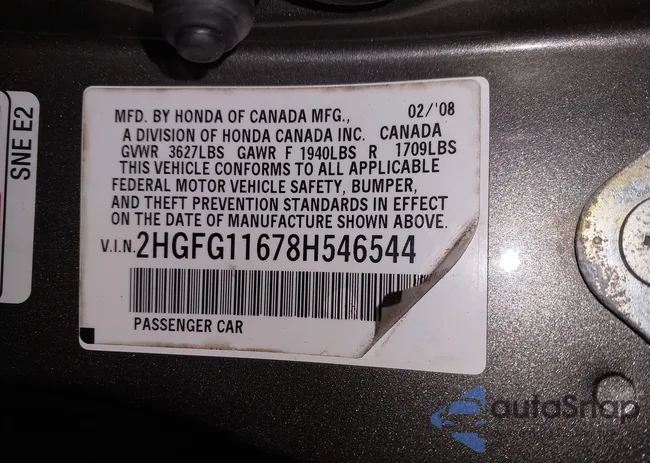 SNE E2
MFD. BY HONDA OF CANADA MFG., 02/'08
A DIVISION OF HONDA CANADA INC. CANADA
GVWR 3627LBS GAWR F 1940LBS R 1709LBS
THIS VEHICLE CONFORMS TO ALL APPLICABLE
FEDERAL MOTOR VEHICLE SAFETY, BUMPER,
AND THEFT PREVENTION STANDARDS IN EFFECT
ON THE DATE OF MANUFACTURE SHOWN ABOVE.
V.I.N. 2HGFG11678H546544
PASSENGER CAR
autoSnap